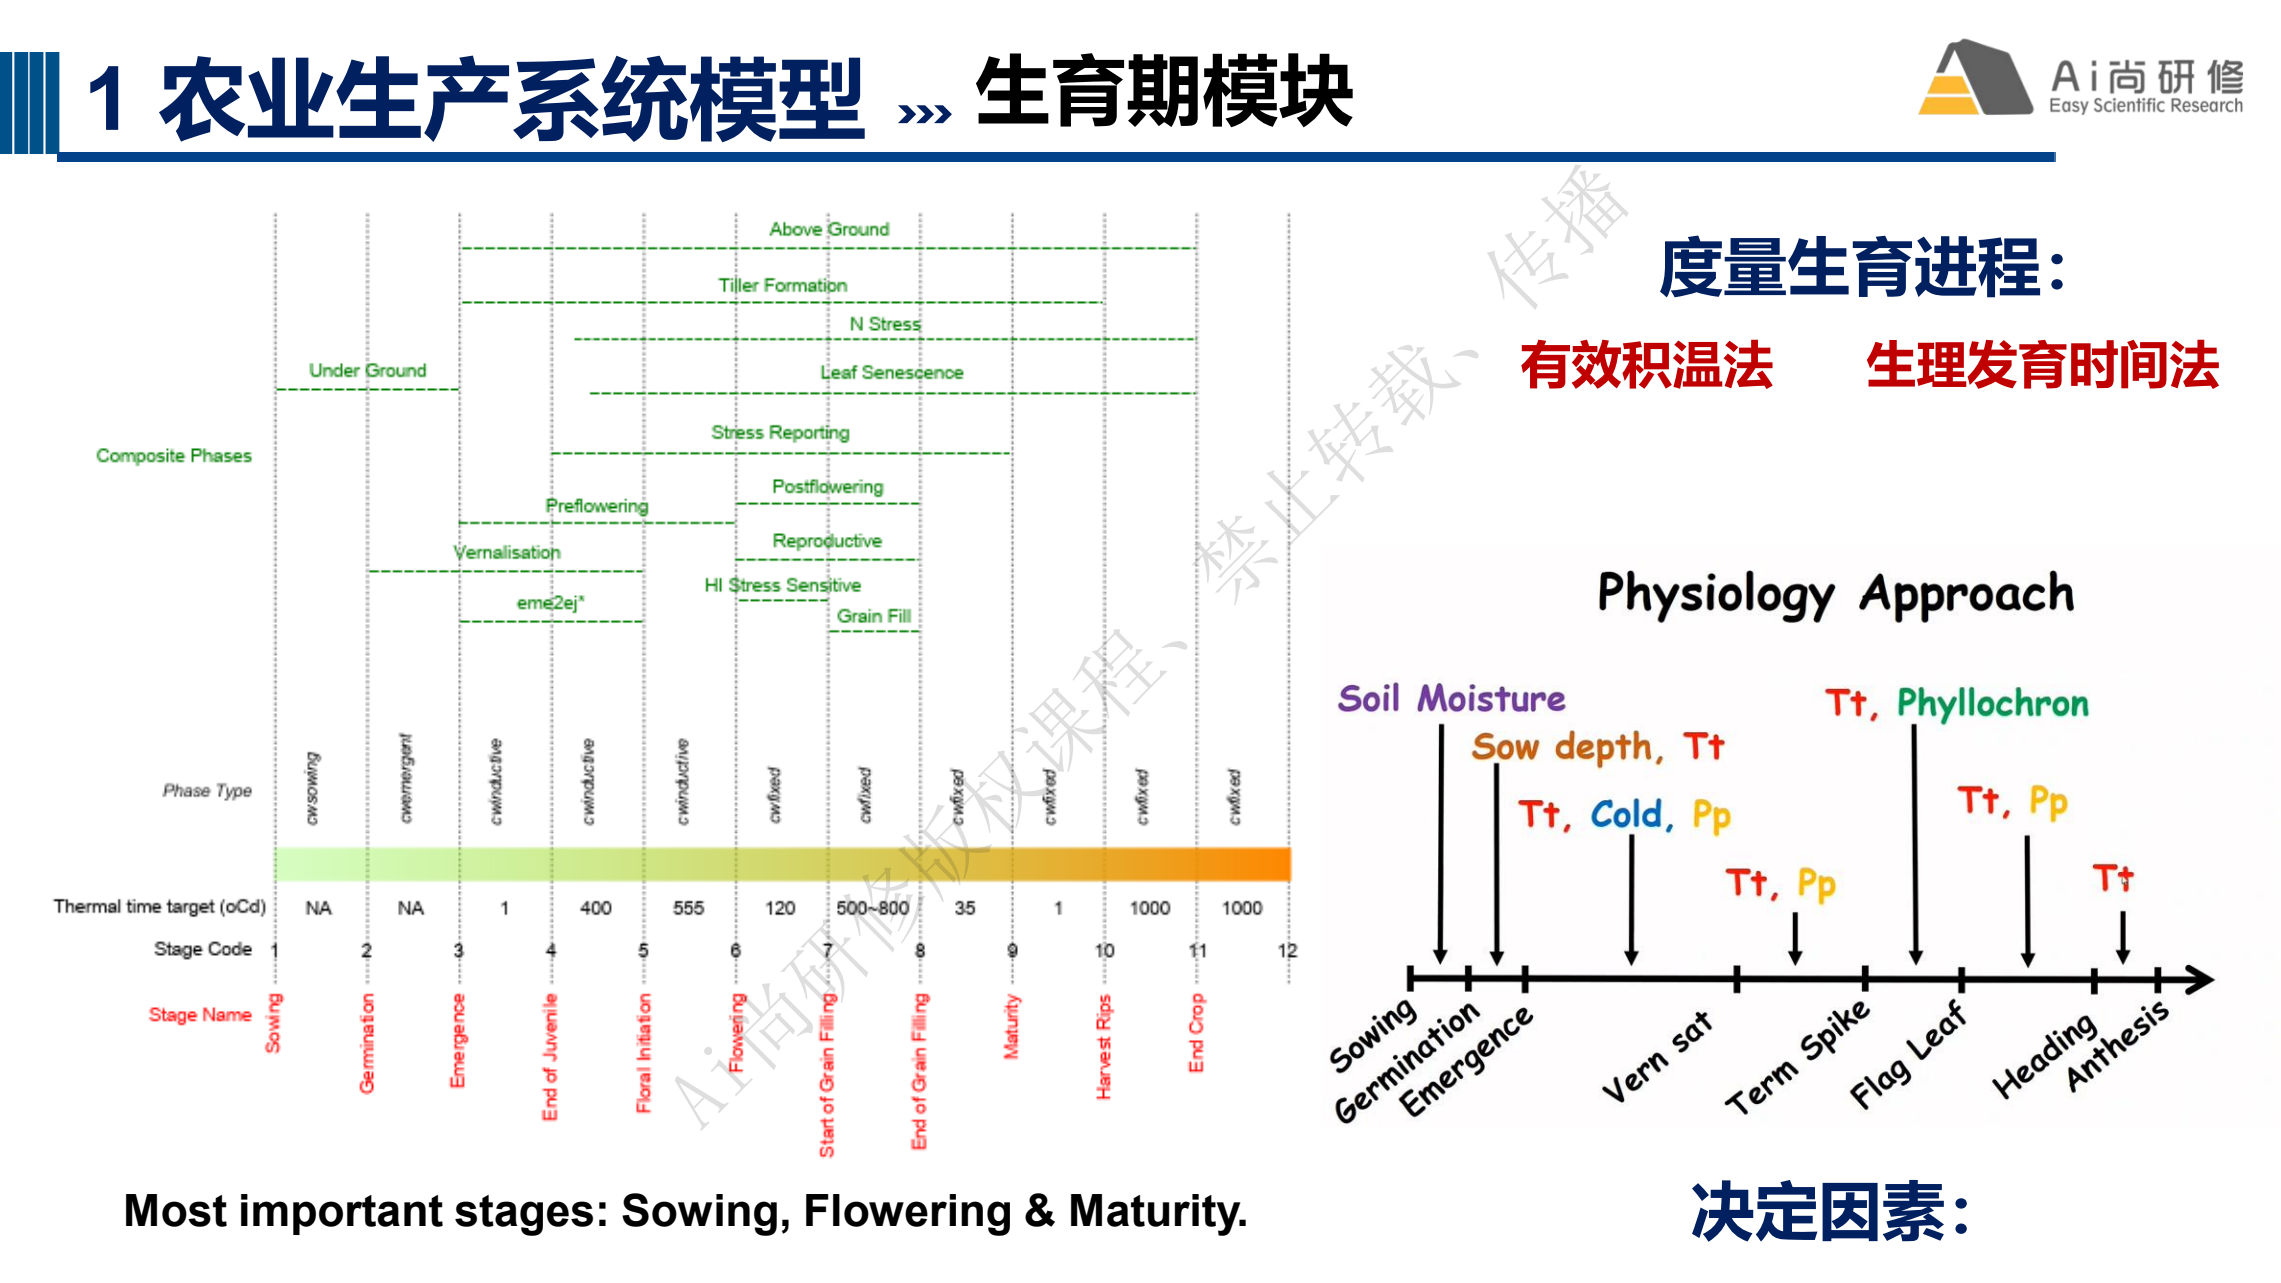 1 农业生产系统模型 ››› 生育期模块
Ai尚研修
Easy Scientific Research
Above Ground
Tiller Formation
N Stress
Under Ground
Leaf Senescence
Stress Reporting
Composite Phases
Postflowering
Preflowering
Reproductive
Vernalisation
HI Stress Sensitive
eme2ej*
Grain Fill
Phase Type
cwsowing
cwemergent
cwinductive
cwinductive
cwinductive
cwfixed
cwfixed
cwfixed
cwfixed
cwfixed
cwfixed
Thermal time target (oCd) NA NA 1 400 555 120 500~800 35 1 1000 1000
Stage Code 1 2 3 4 5 6 7 8 9 10 11 12
Stage Name
Sowing
Germination
Emergence
End of Juvenile
Floral Initiation
Flowering
Start of Grain Filling
End of Grain Filling
Maturity
Harvest Rips
End Crop
Most important stages: Sowing, Flowering & Maturity.
度量生育进程：
有效积温法 生理发育时间法
Physiology Approach
Soil Moisture
Tt, Phyllochron
Sow depth, Tt
Tt, Cold, Pp
Tt, Pp
Tt, Pp
Tt
Sowing
Germination
Emergence
Vern sat
Term Spike
Flag Leaf
Heading
Anthesis
决定因素：
Ai尚研修版权课程、禁止转载、传播